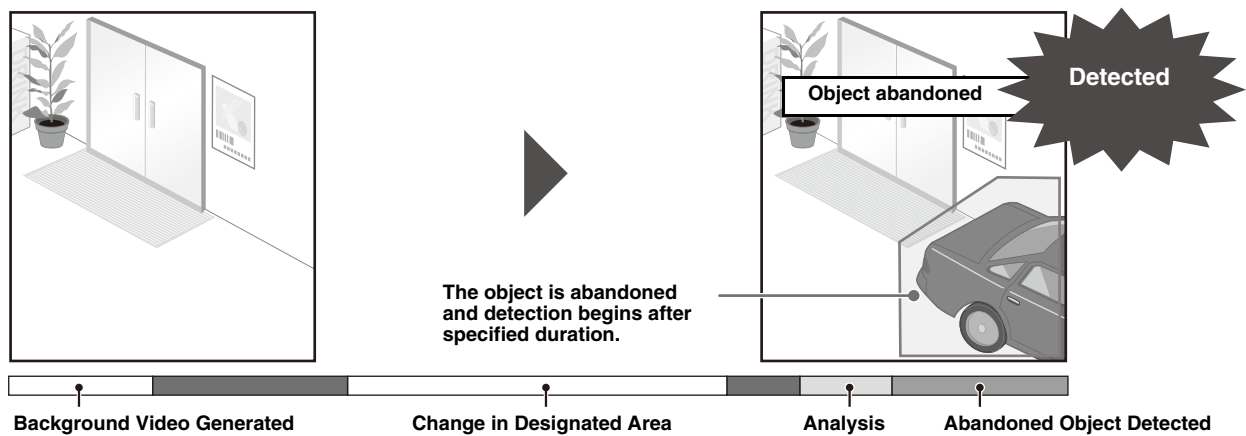 Detected
Object abandoned
The object is abandoned
and detection begins after
specified duration.
Background Video Generated
Change in Designated Area
Analysis
Abandoned Object Detected